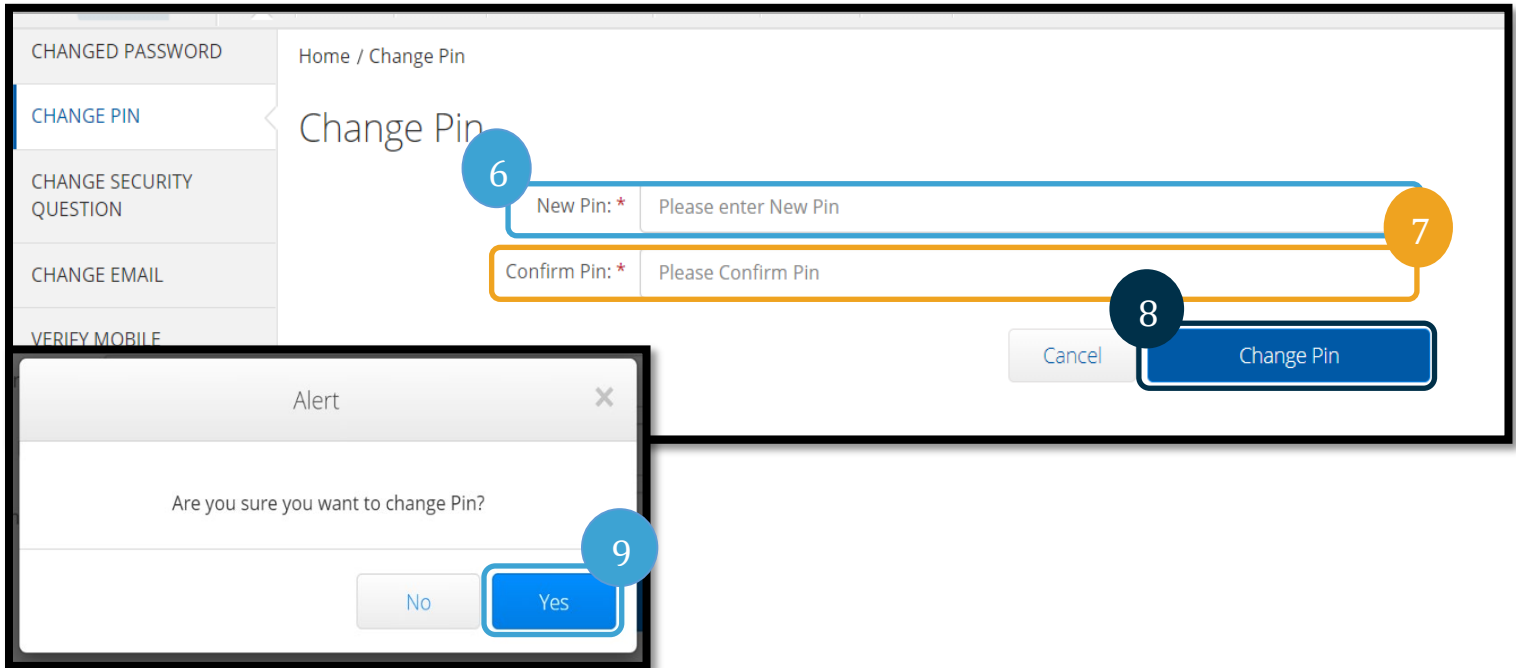 CHANGED PASSWORD
CHANGE PIN
CHANGE SECURITY
QUESTION
CHANGE EMAIL
VERIFY MOBILE
Home / Change Pin
Change Pin
6
New Pin: * Please enter New Pin
7
Confirm Pin: * Please Confirm Pin
8
Cancel Change Pin
Alert ×
Are you sure you want to change Pin?
9
No Yes